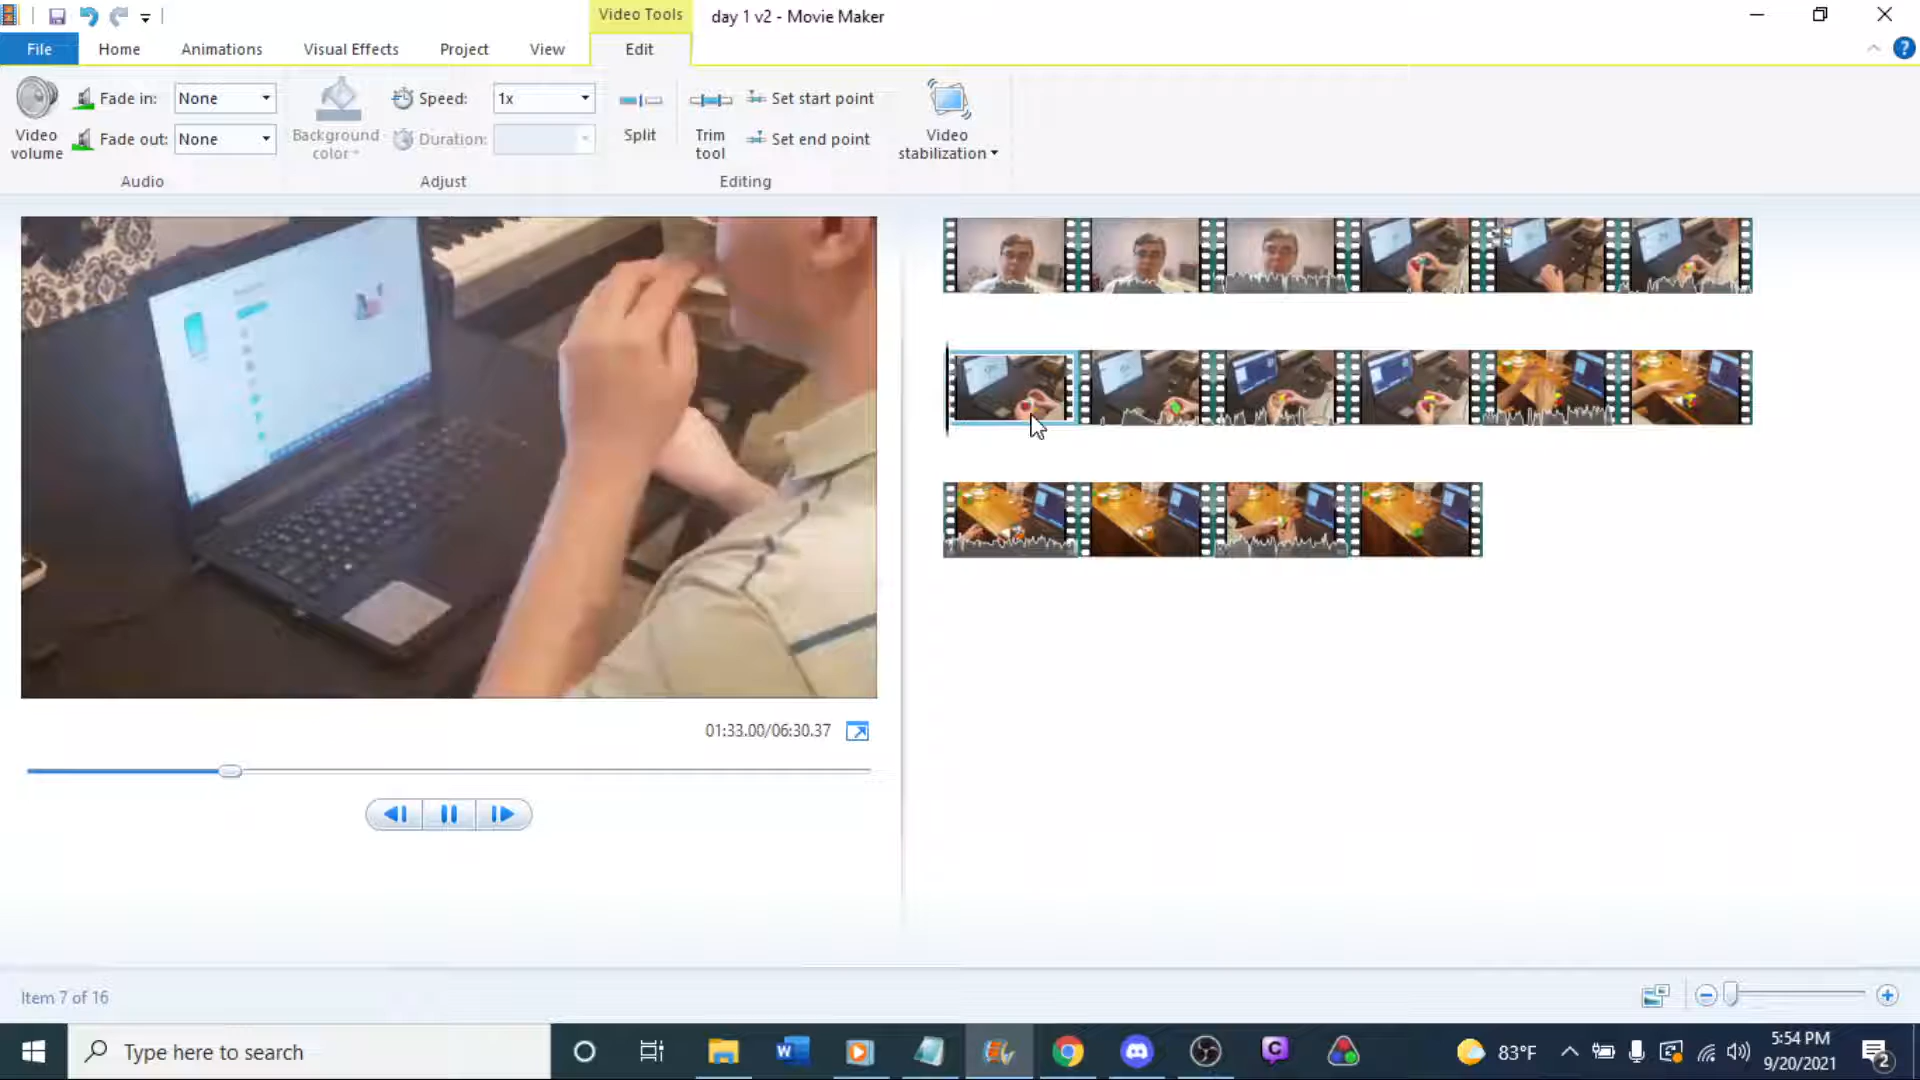 Video Tools
day 1 v2 - Movie Maker
File
Home
Animations
Visual Effects
Project
View
Edit
Video volume
Fade in:
None
Fade out:
None
Background color
Speed:
1x
Duration:
Split
Trim tool
Set start point
Set end point
Video stabilization
Audio
Adjust
Editing
01:33.00/06:30.37
Item 7 of 16
Type here to search
83°F
5:54 PM
9/20/2021
2